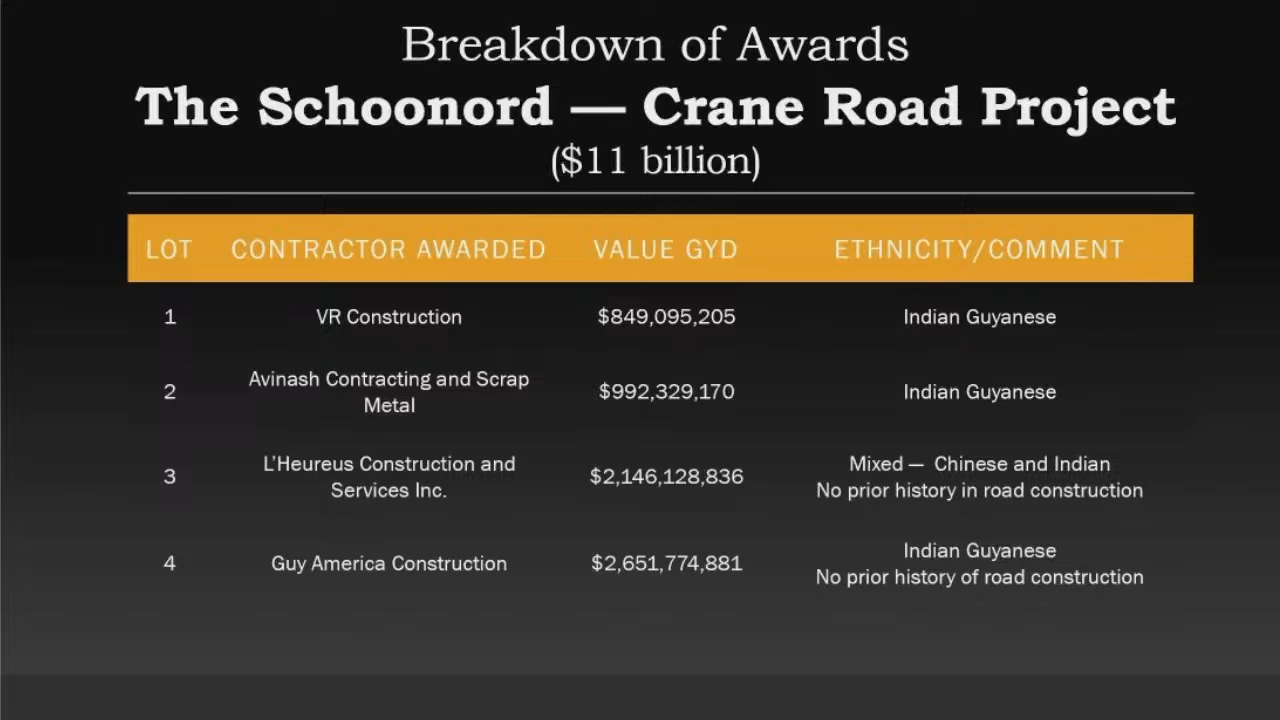 Breakdown of Awards
The Schoonord — Crane Road Project
($11 billion)
LOT CONTRACTOR AWARDED VALUE GYD ETHNICITY/COMMENT
1 VR Construction $849,095,205 Indian Guyanese
Avinash Contracting and Scrap
2 $992,329,170 Indian Guyanese
Metal
L'Heureus Construction and Mixed — Chinese and Indian
3 $2,146,128,836
Services Inc. No prior history in road construction
Indian Guyanese
4 Guy America Construction $2,651,774,881
No prior history of road construction